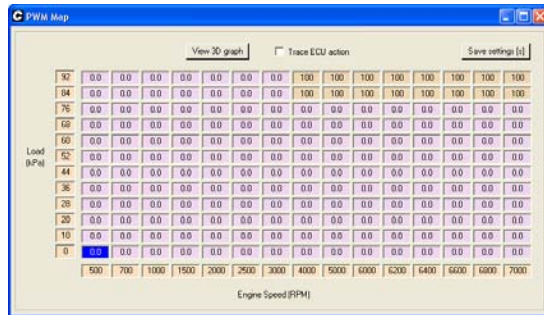 PWM Map
View 3D graph Trace ECU action Save settings [s]
92 0.0 0.0 0.0 0.0 0.0 0.0 0.0 100 100 100 100 100 100 100 100
84 0.0 0.0 0.0 0.0 0.0 0.0 0.0 100 100 100 100 100 100 100 100
76 0.0 0.0 0.0 0.0 0.0 0.0 0.0 0.0 0.0 0.0 0.0 0.0 0.0 0.0 0.0
68 0.0 0.0 0.0 0.0 0.0 0.0 0.0 0.0 0.0 0.0 0.0 0.0 0.0 0.0 0.0
60 0.0 0.0 0.0 0.0 0.0 0.0 0.0 0.0 0.0 0.0 0.0 0.0 0.0 0.0 0.0
Load
52 0.0 0.0 0.0 0.0 0.0 0.0 0.0 0.0 0.0 0.0 0.0 0.0 0.0 0.0 0.0
(kPa)
44 0.0 0.0 0.0 0.0 0.0 0.0 0.0 0.0 0.0 0.0 0.0 0.0 0.0 0.0 0.0
36 0.0 0.0 0.0 0.0 0.0 0.0 0.0 0.0 0.0 0.0 0.0 0.0 0.0 0.0 0.0
28 0.0 0.0 0.0 0.0 0.0 0.0 0.0 0.0 0.0 0.0 0.0 0.0 0.0 0.0 0.0
20 0.0 0.0 0.0 0.0 0.0 0.0 0.0 0.0 0.0 0.0 0.0 0.0 0.0 0.0 0.0
10 0.0 0.0 0.0 0.0 0.0 0.0 0.0 0.0 0.0 0.0 0.0 0.0 0.0 0.0 0.0
0 0.0 0.0 0.0 0.0 0.0 0.0 0.0 0.0 0.0 0.0 0.0 0.0 0.0 0.0 0.0
500 700 1000 1500 2000 2500 3000 4000 5000 6000 6200 6400 6600 6800 7000
Engine Speed (RPM)